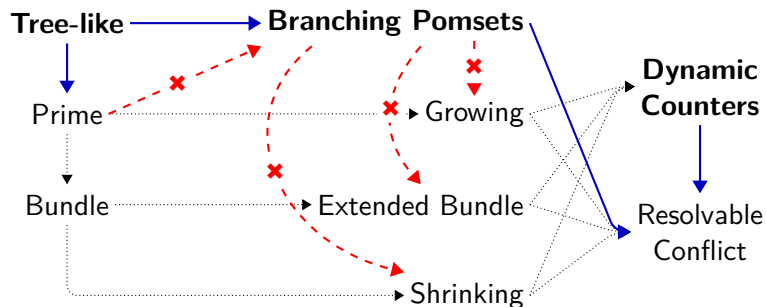 Tree-like
Branching Pomsets
Dynamic
Counters
Prime
Growing
Bundle
Extended Bundle
Resolvable
Conflict
Shrinking